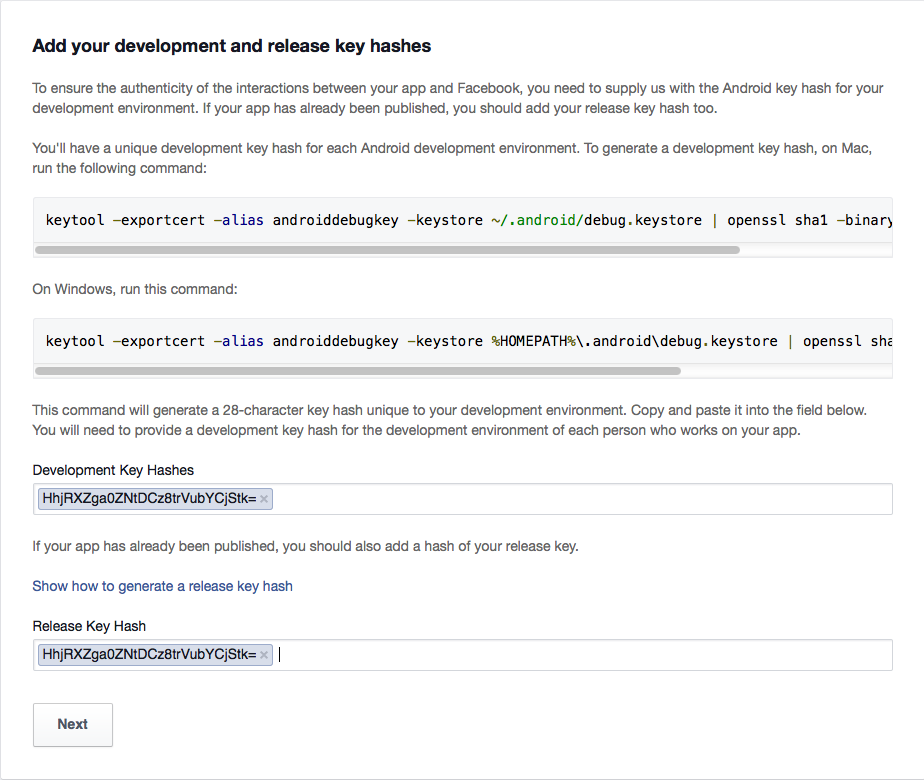 Add your development and release key hashes
To ensure the authenticity of the interactions between your app and Facebook, you need to supply us with the Android key hash for your
development environment. If your app has already been published, you should add your release key hash too.
You'll have a unique development key hash for each Android development environment. To generate a development key hash, on Mac,
run the following command:
keytool –exportcert –alias androiddebugkey –keystore ~/.android/debug.keystore | openssl sha1 –binary
On Windows, run this command:
keytool –exportcert –alias androiddebugkey –keystore %HOMEPATH%\.android\debug.keystore | openssl sha
This command will generate a 28-character key hash unique to your development environment. Copy and paste it into the field below.
You will need to provide a development key hash for the development environment of each person who works on your app.
Development Key Hashes
HhjRXZga0ZNtDCz8trVubYCjStk= ×
If your app has already been published, you should also add a hash of your release key.
Show how to generate a release key hash
Release Key Hash
HhjRXZga0ZNtDCz8trVubYCjStk= ×
Next